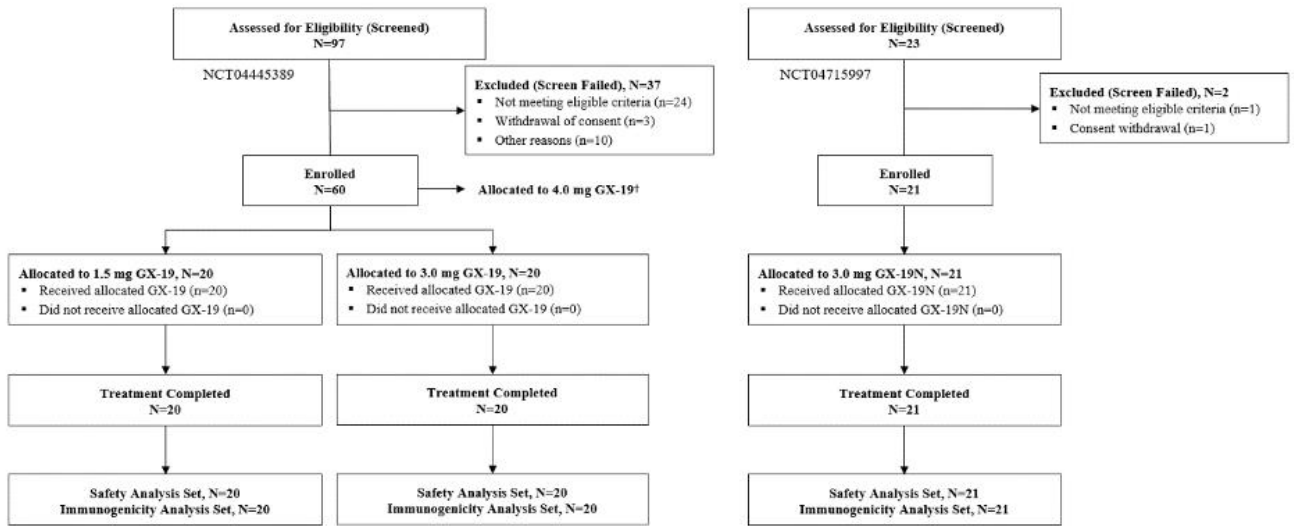 Assessed for Eligibility (Screened)
N=97
NCT04445389
Excluded (Screen Failed), N=37
▪ Not meeting eligible criteria (n=24)
▪ Withdrawal of consent (n=3)
▪ Other reasons (n=10)
Enrolled
N=60
Allocated to 4.0 mg GX-19†
Allocated to 1.5 mg GX-19, N=20
▪ Received allocated GX-19 (n=20)
▪ Did not receive allocated GX-19 (n=0)
Allocated to 3.0 mg GX-19, N=20
▪ Received allocated GX-19 (n=20)
▪ Did not receive allocated GX-19 (n=0)
Treatment Completed
N=20
Treatment Completed
N=20
Safety Analysis Set, N=20
Immunogenicity Analysis Set, N=20
Safety Analysis Set, N=20
Immunogenicity Analysis Set, N=20
Assessed for Eligibility (Screened)
N=23
NCT04715997
Excluded (Screen Failed), N=2
▪ Not meeting eligible criteria (n=1)
▪ Consent withdrawal (n=1)
Enrolled
N=21
Allocated to 3.0 mg GX-19N, N=21
▪ Received allocated GX-19N (n=21)
▪ Did not receive allocated GX-19N (n=0)
Treatment Completed
N=21
Safety Analysis Set, N=21
Immunogenicity Analysis Set, N=21